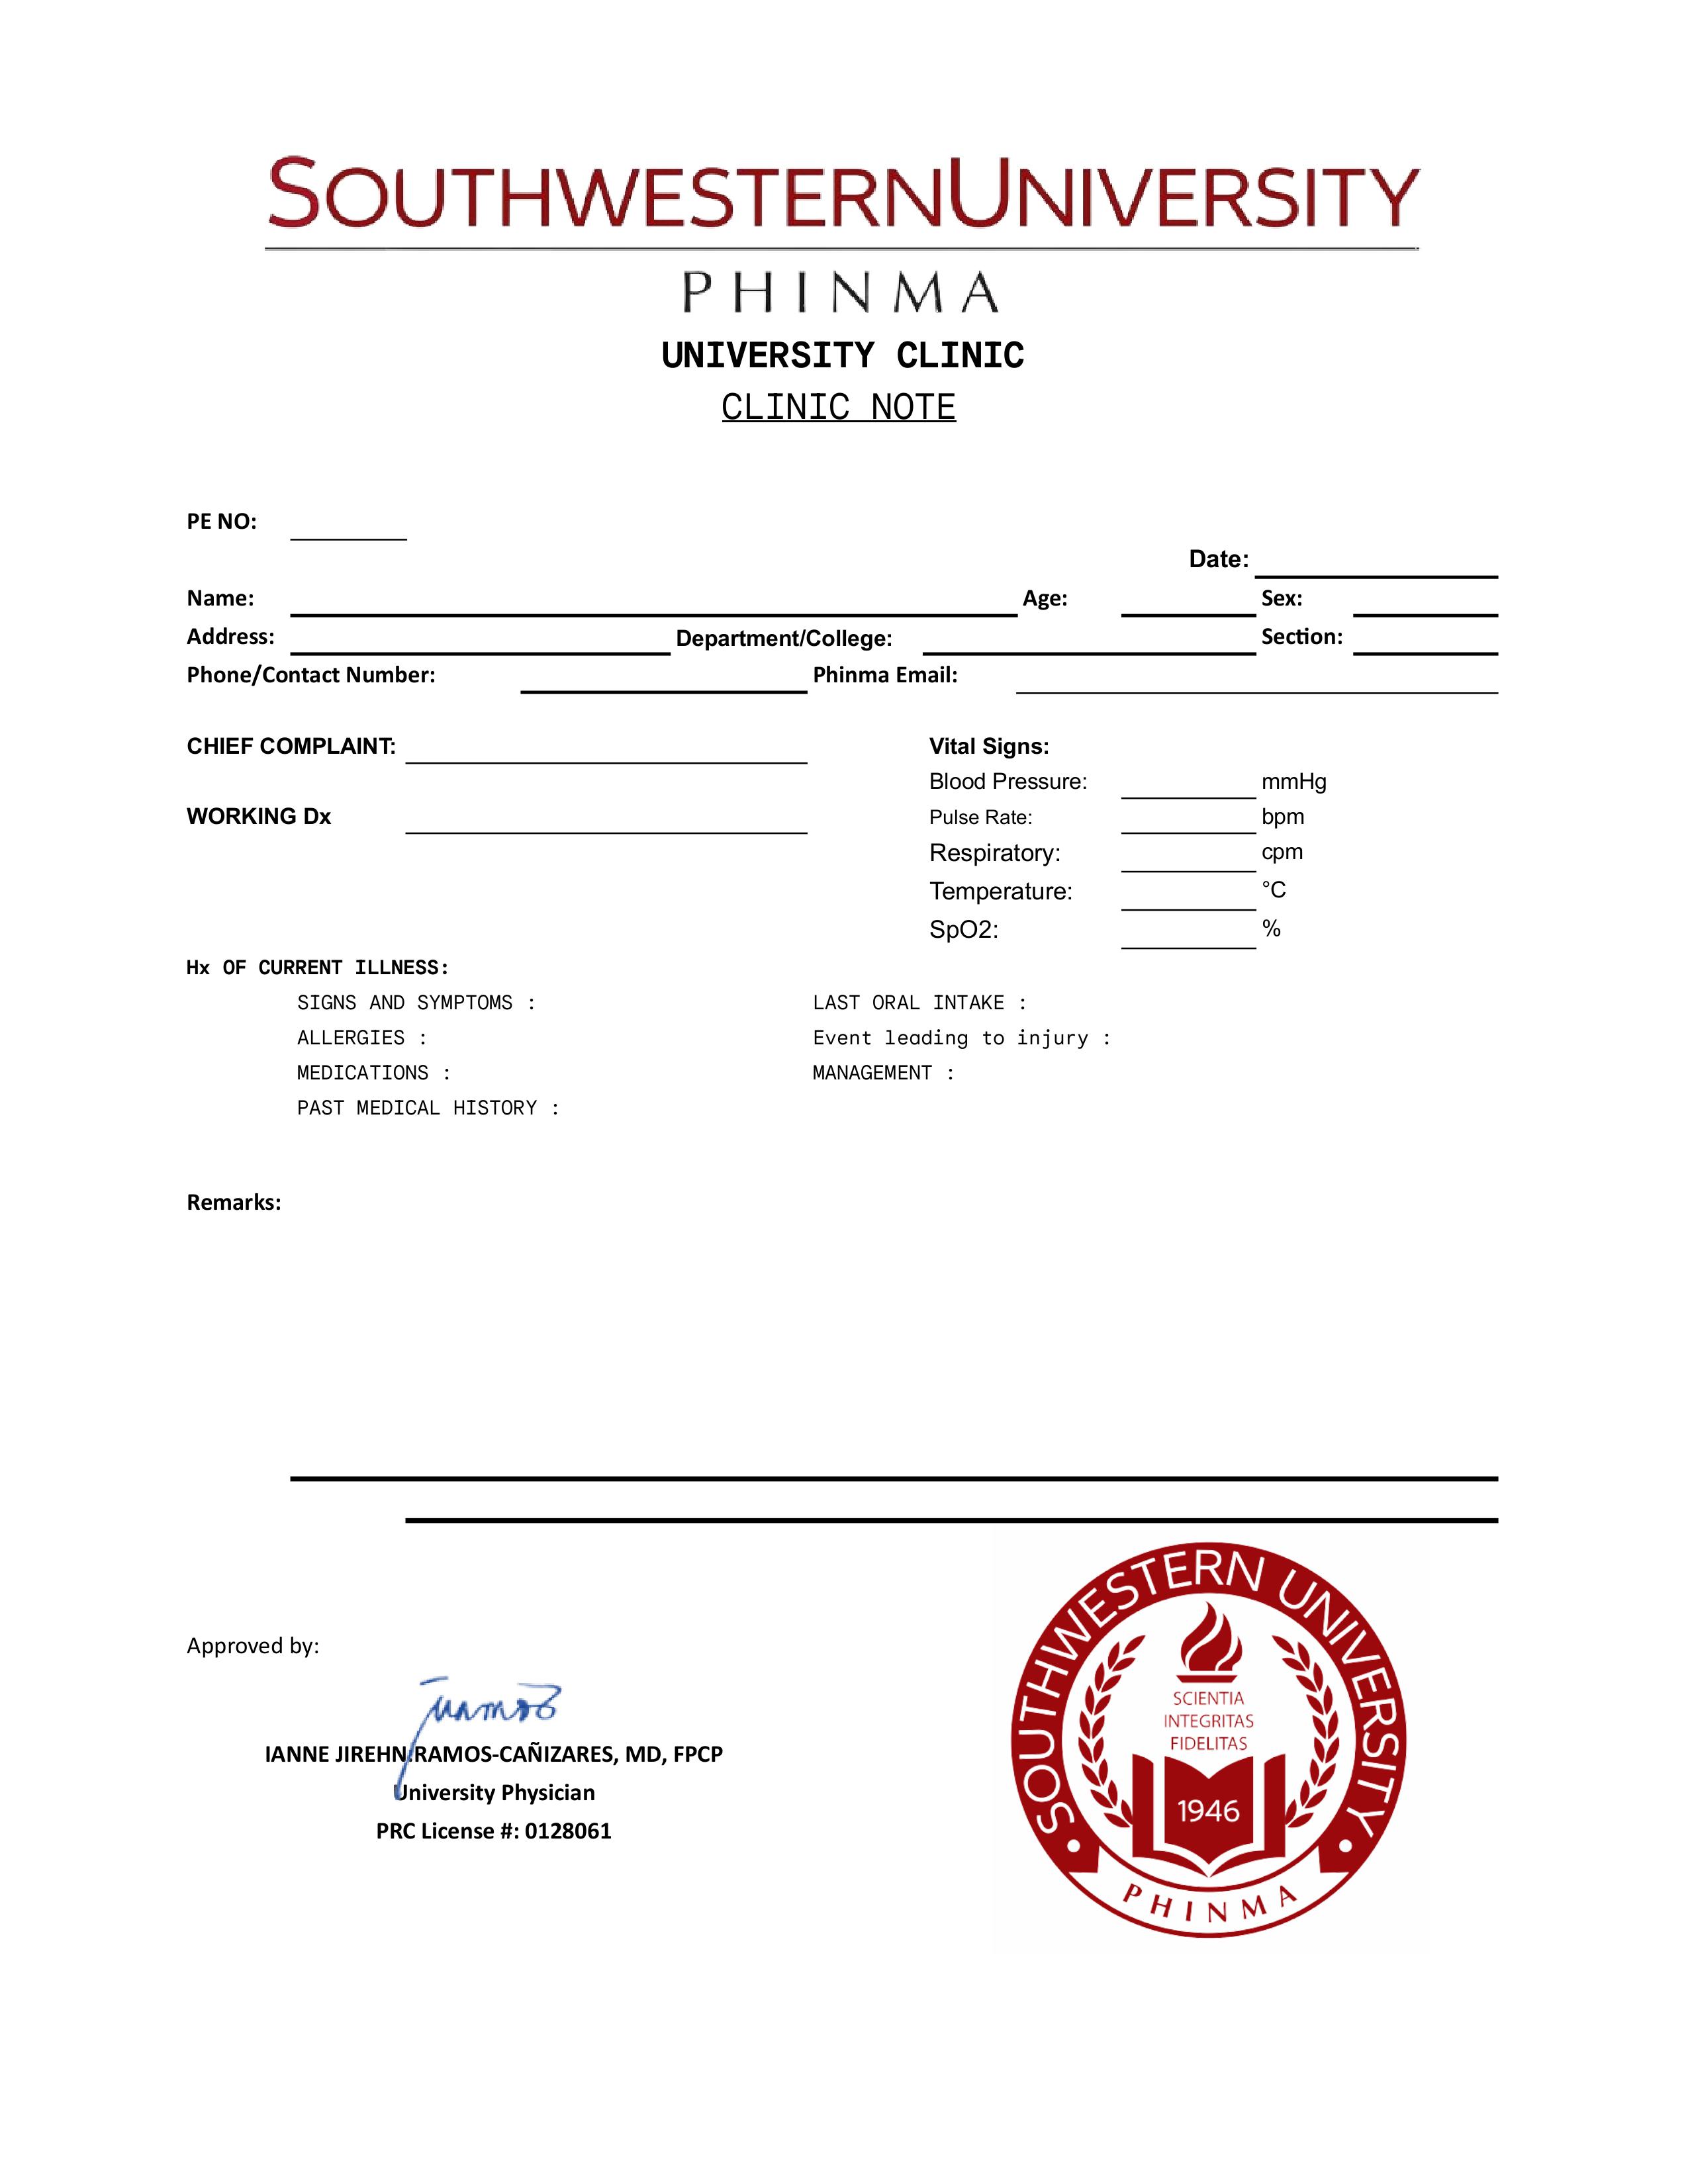 SOUTHWESTERNUNIVERSITY
PHINMA
UNIVERSITY CLINIC
CLINIC NOTE
PE NO:
Date:
Name: Age: Sex:
Address: Department/College: Section:
Phone/Contact Number: Phinma Email:
CHIEF COMPLAINT: Vital Signs:
Blood Pressure: mmHg
WORKING Dx Pulse Rate: bpm
Respiratory: cpm
Temperature: °C
SpO2: %
Hx OF CURRENT ILLNESS:
SIGNS AND SYMPTOMS : LAST ORAL INTAKE :
ALLERGIES : Event leading to injury :
MEDICATIONS : MANAGEMENT :
PAST MEDICAL HISTORY :
Remarks:
Approved by:
IANNE JIREHN RAMOS-CAÑIZARES, MD, FPCP
University Physician
PRC License #: 0128061
SOUTHWESTERN UNIVERSITY
SCIENTIA
INTEGRITAS
FIDELITAS
1946
PHINMA